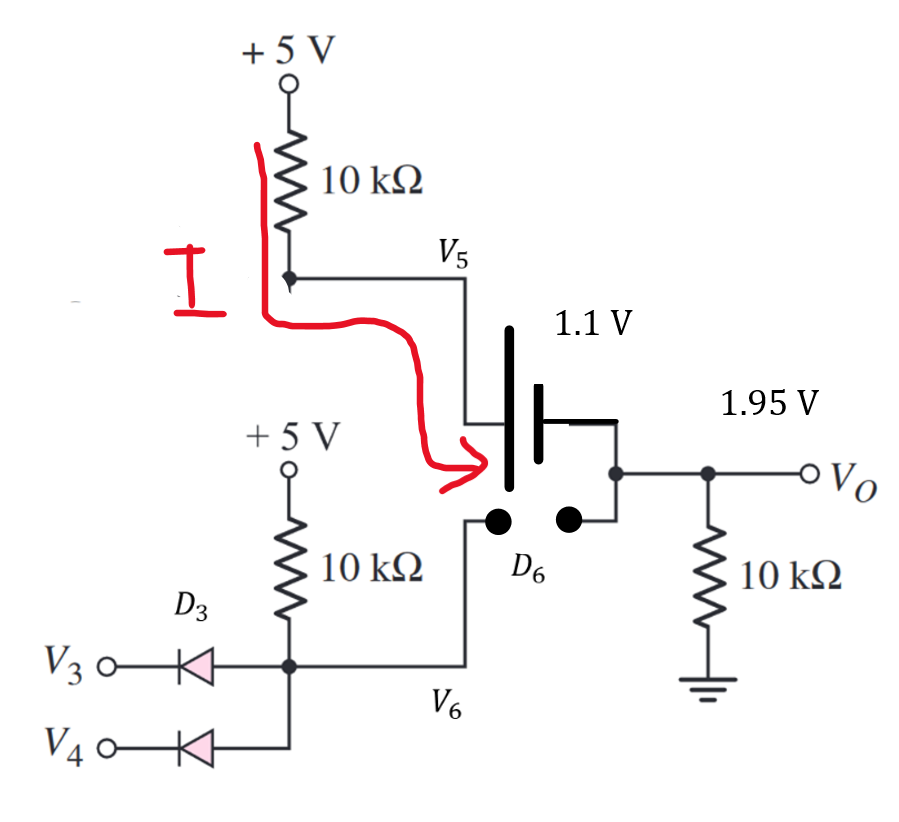 + 5 V
10 kΩ
I
V5
1.1 V
1.95 V
+ 5 V
VO
10 kΩ
D6
10 kΩ
D3
V3
V6
V4